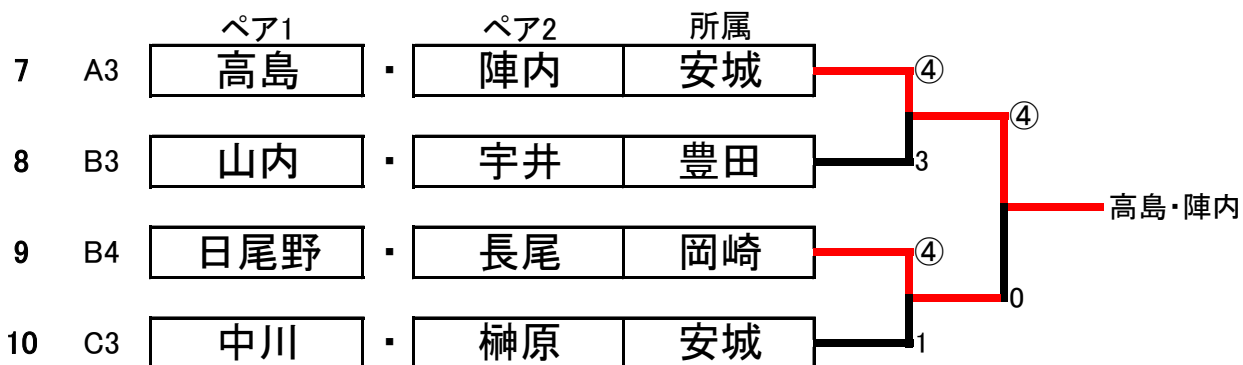 ペア1 ペア2 所属
7 A3 高島 ・ 陣内 安城 ④
④
8 B3 山内 ・ 宇井 豊田 3
高島・陣内
9 B4 日尾野 ・ 長尾 岡崎 ④
0
10 C3 中川 ・ 榊原 安城 1